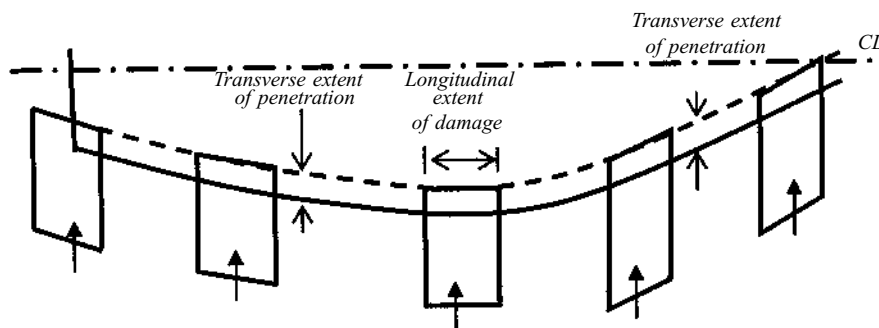 Transverse extent
of penetration
CL
Transverse extent
of penetration
Longitudinal
extent
of damage